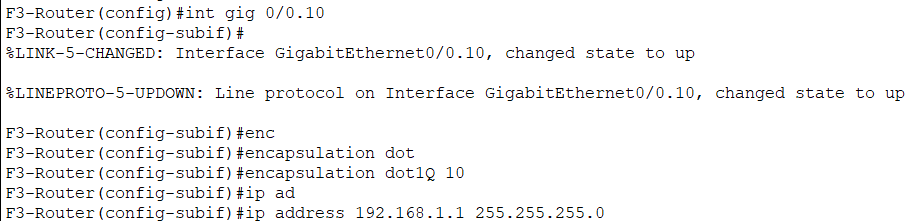 F3-Router(config)#int gig 0/0.10
F3-Router(config-subif)#
%LINK-5-CHANGED: Interface GigabitEthernet0/0.10, changed state to up
%LINEPROTO-5-UPDOWN: Line protocol on Interface GigabitEthernet0/0.10, changed state to up
F3-Router(config-subif)#enc
F3-Router(config-subif)#encapsulation dot
F3-Router(config-subif)#encapsulation dot1Q 10
F3-Router(config-subif)#ip ad
F3-Router(config-subif)#ip address 192.168.1.1 255.255.255.0